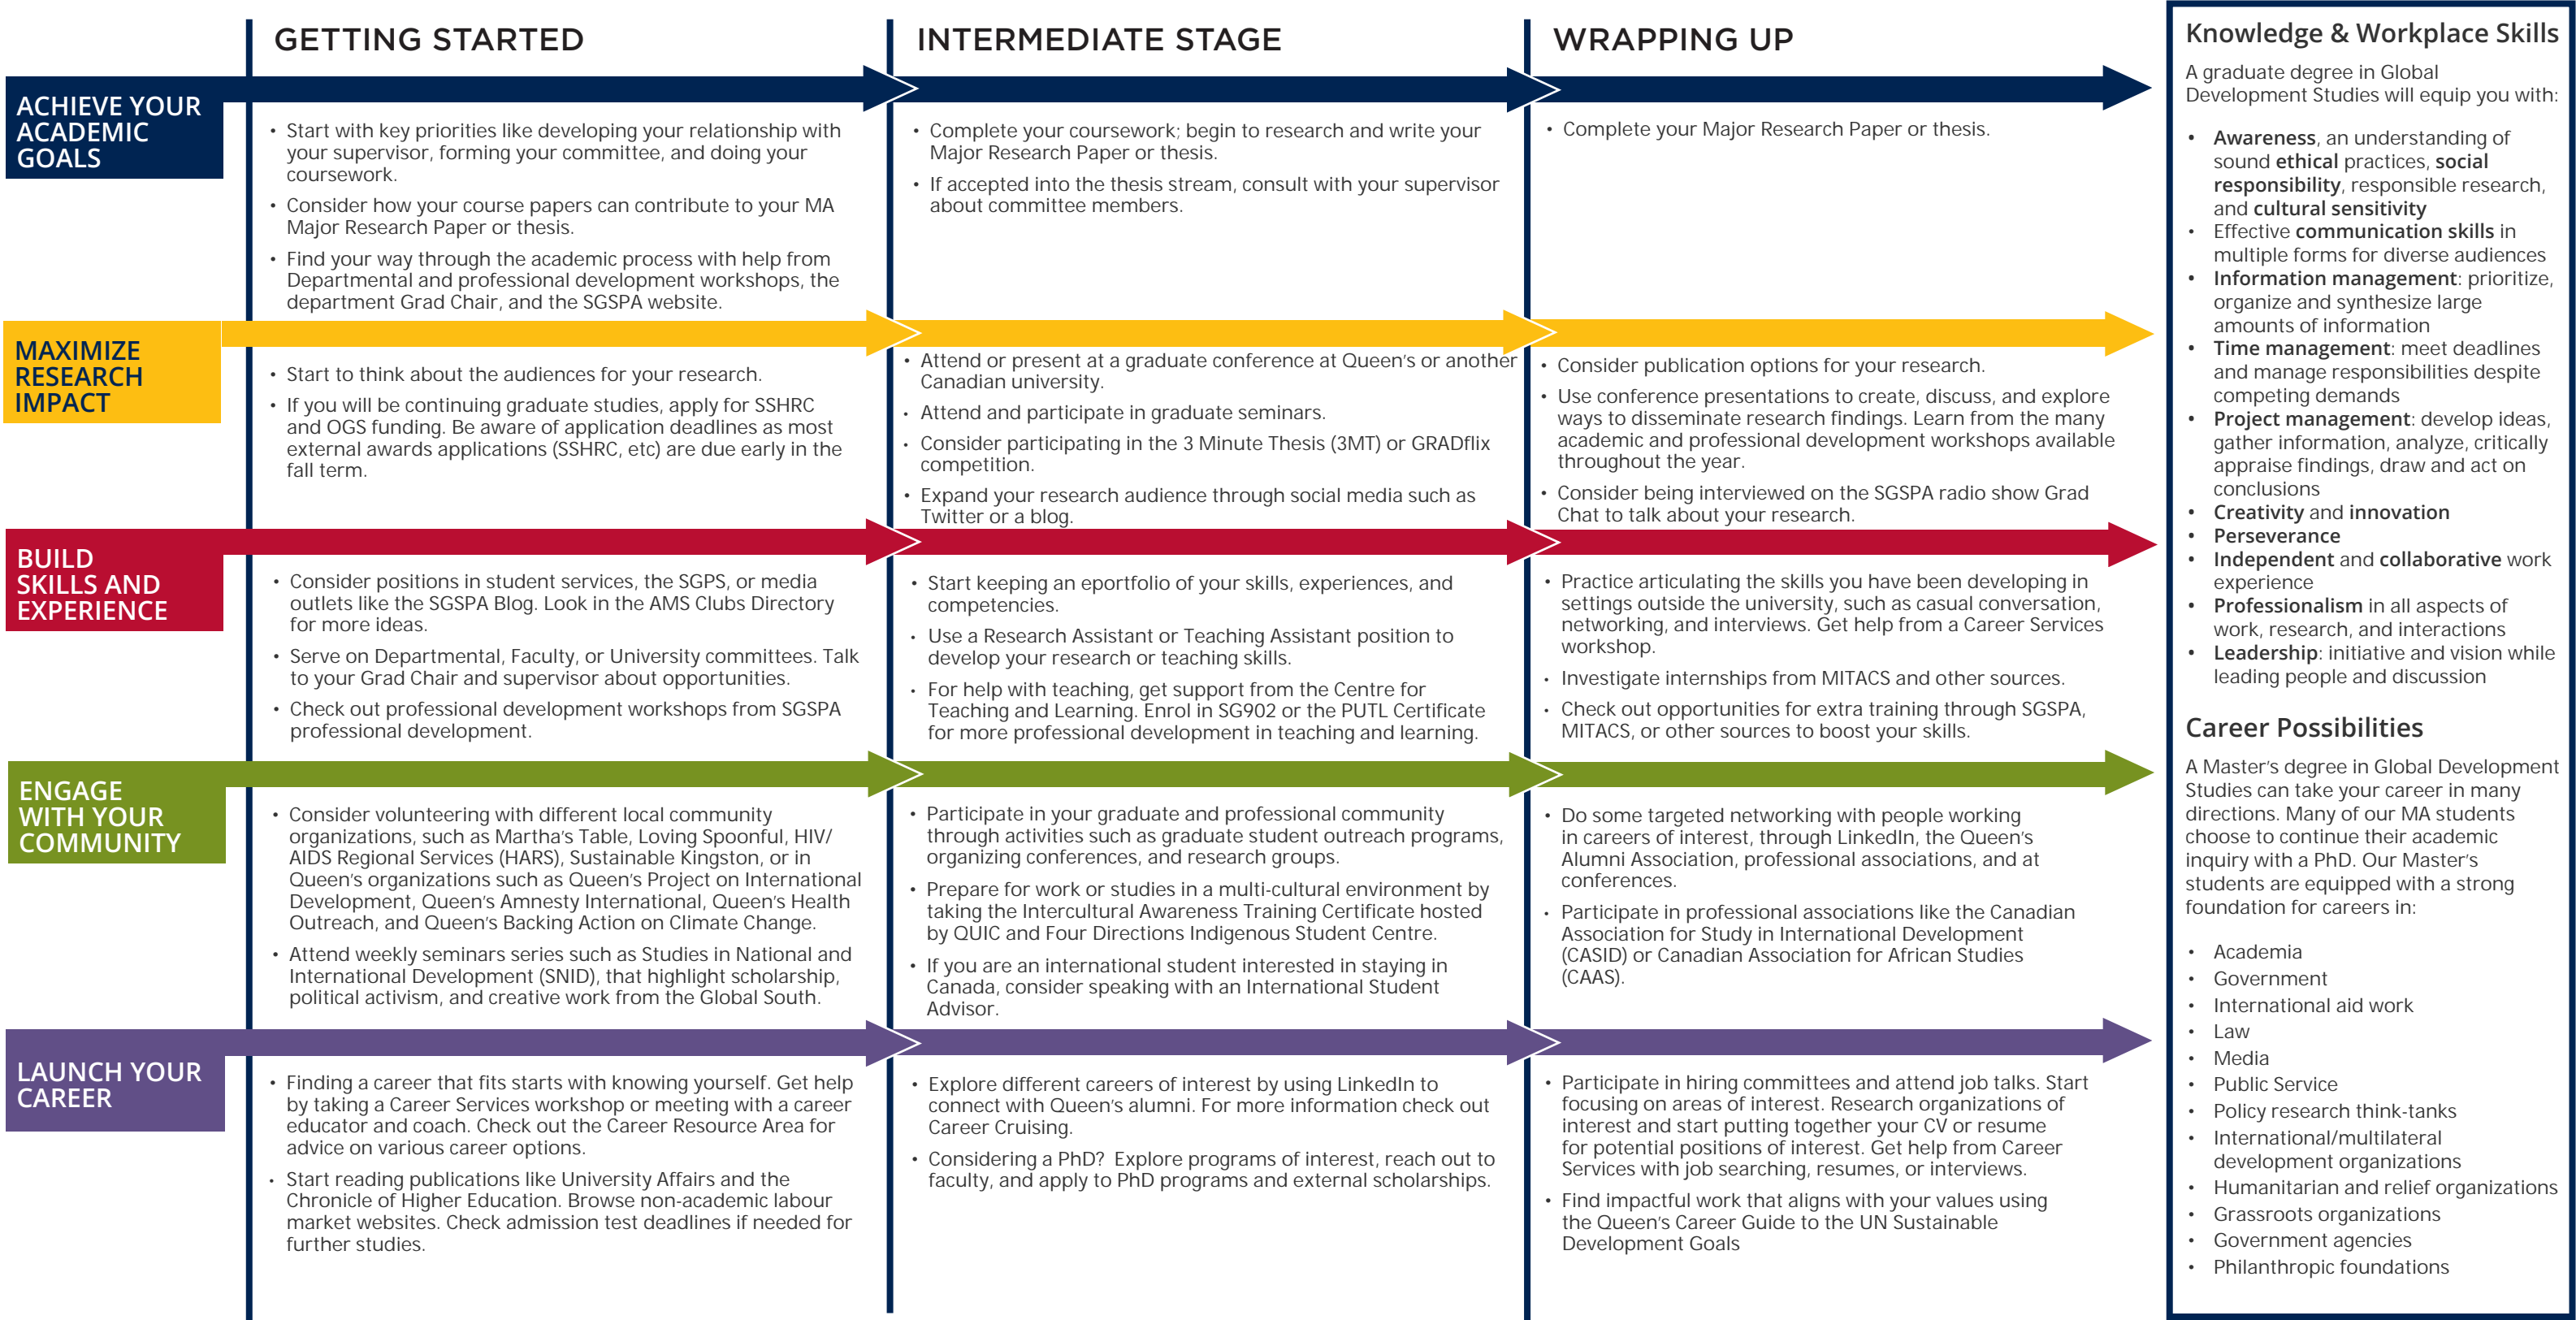 GETTING STARTED
INTERMEDIATE STAGE
WRAPPING UP
ACHIEVE YOUR
ACADEMIC
GOALS
• Start with key priorities like developing your relationship with
your supervisor, forming your committee, and doing your
coursework.
• Consider how your course papers can contribute to your MA
Major Research Paper or thesis.
• Find your way through the academic process with help from
Departmental and professional development workshops, the
department Grad Chair, and the SGSPA website.
• Complete your coursework; begin to research and write your
Major Research Paper or thesis.
• If accepted into the thesis stream, consult with your supervisor
about committee members.
• Complete your Major Research Paper or thesis.
MAXIMIZE
RESEARCH
IMPACT
• Start to think about the audiences for your research.
• If you will be continuing graduate studies, apply for SSHRC
and OGS funding. Be aware of application deadlines as most
external awards applications (SSHRC, etc) are due early in the
fall term.
• Attend or present at a graduate conference at Queen's or another
Canadian university.
• Attend and participate in graduate seminars.
• Consider participating in the 3 Minute Thesis (3MT) or GRADflix
competition.
• Expand your research audience through social media such as
Twitter or a blog.
• Consider publication options for your research.
• Use conference presentations to create, discuss, and explore
ways to disseminate research findings. Learn from the many
academic and professional development workshops available
throughout the year.
• Consider being interviewed on the SGSPA radio show Grad
Chat to talk about your research.
BUILD
SKILLS AND
EXPERIENCE
• Consider positions in student services, the SGPS, or media
outlets like the SGSPA Blog. Look in the AMS Clubs Directory
for more ideas.
• Serve on Departmental, Faculty, or University committees. Talk
to your Grad Chair and supervisor about opportunities.
• Check out professional development workshops from SGSPA
professional development.
• Start keeping an eportfolio of your skills, experiences, and
competencies.
• Use a Research Assistant or Teaching Assistant position to
develop your research or teaching skills.
• For help with teaching, get support from the Centre for
Teaching and Learning. Enrol in SG902 or the PUTL Certificate
for more professional development in teaching and learning.
• Practice articulating the skills you have been developing in
settings outside the university, such as casual conversation,
networking, and interviews. Get help from a Career Services
workshop.
• Investigate internships from MITACS and other sources.
• Check out opportunities for extra training through SGSPA,
MITACS, or other sources to boost your skills.
ENGAGE
WITH YOUR
COMMUNITY
• Consider volunteering with different local community
organizations, such as Martha's Table, Loving Spoonful, HIV/
AIDS Regional Services (HARS), Sustainable Kingston, or in
Queen's organizations such as Queen's Project on International
Development, Queen's Amnesty International, Queen's Health
Outreach, and Queen's Backing Action on Climate Change.
• Attend weekly seminars series such as Studies in National and
International Development (SNID), that highlight scholarship,
political activism, and creative work from the Global South.
• Participate in your graduate and professional community
through activities such as graduate student outreach programs,
organizing conferences, and research groups.
• Prepare for work or studies in a multi-cultural environment by
taking the Intercultural Awareness Training Certificate hosted
by QUIC and Four Directions Indigenous Student Centre.
• If you are an international student interested in staying in
Canada, consider speaking with an International Student
Advisor.
• Do some targeted networking with people working
in careers of interest, through LinkedIn, the Queen's
Alumni Association, professional associations, and at
conferences.
• Participate in professional associations like the Canadian
Association for Study in International Development
(CASID) or Canadian Association for African Studies
(CAAS).
LAUNCH YOUR
CAREER
• Finding a career that fits starts with knowing yourself. Get help
by taking a Career Services workshop or meeting with a career
educator and coach. Check out the Career Resource Area for
advice on various career options.
• Start reading publications like University Affairs and the
Chronicle of Higher Education. Browse non-academic labour
market websites. Check admission test deadlines if needed for
further studies.
• Explore different careers of interest by using LinkedIn to
connect with Queen's alumni. For more information check out
Career Cruising.
• Considering a PhD? Explore programs of interest, reach out to
faculty, and apply to PhD programs and external scholarships.
• Participate in hiring committees and attend job talks. Start
focusing on areas of interest. Research organizations of
interest and start putting together your CV or resume
for potential positions of interest. Get help from Career
Services with job searching, resumes, or interviews.
• Find impactful work that aligns with your values using
the Queen's Career Guide to the UN Sustainable
Development Goals
Knowledge & Workplace Skills
A graduate degree in Global
Development Studies will equip you with:
• Awareness, an understanding of
sound ethical practices, social
responsibility, responsible research,
and cultural sensitivity
• Effective communication skills in
multiple forms for diverse audiences
• Information management: prioritize,
organize and synthesize large
amounts of information
• Time management: meet deadlines
and manage responsibilities despite
competing demands
• Project management: develop ideas,
gather information, analyze, critically
appraise findings, draw and act on
conclusions
• Creativity and innovation
• Perseverance
• Independent and collaborative work
experience
• Professionalism in all aspects of
work, research, and interactions
• Leadership: initiative and vision while
leading people and discussion
Career Possibilities
A Master's degree in Global Development
Studies can take your career in many
directions. Many of our MA students
choose to continue their academic
inquiry with a PhD. Our Master's
students are equipped with a strong
foundation for careers in:
• Academia
• Government
• International aid work
• Law
• Media
• Public Service
• Policy research think-tanks
• International/multilateral
development organizations
• Humanitarian and relief organizations
• Grassroots organizations
• Government agencies
• Philanthropic foundations